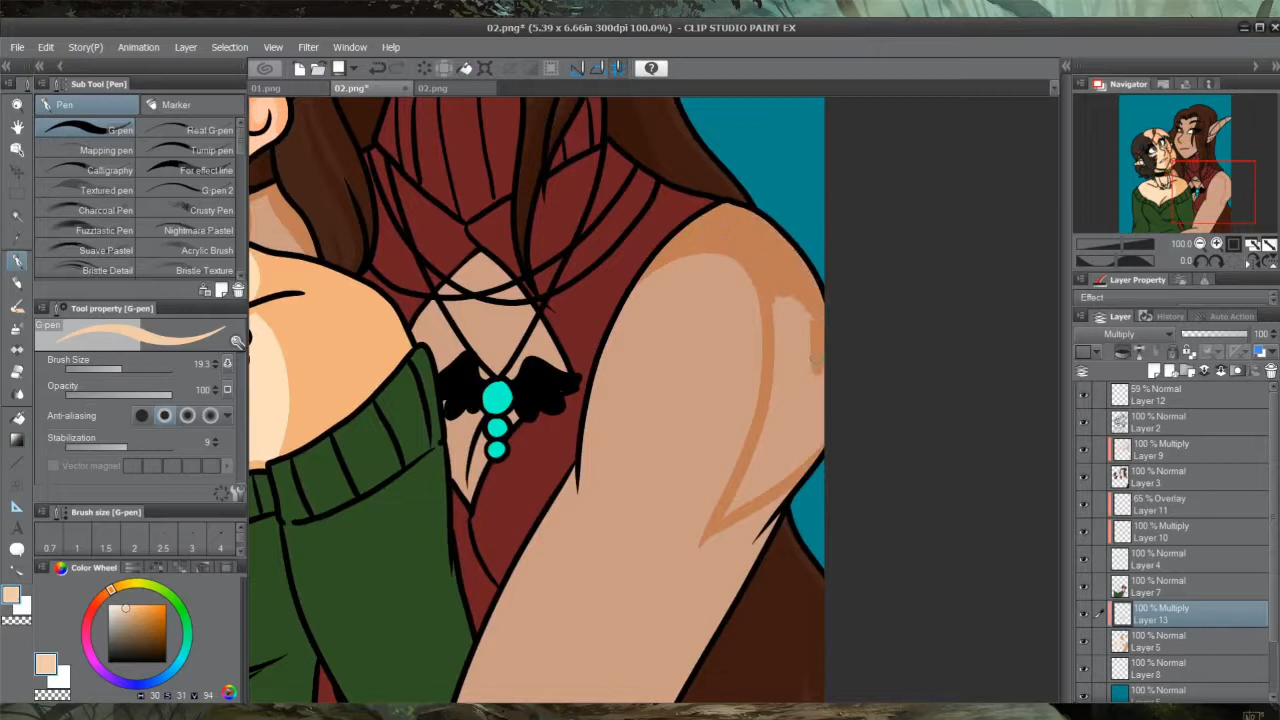 02.png* (5.39 x 6.66in 300dpi 100.0%) - CLIP STUDIO PAINT EX
File Edit Story(P) Animation Layer Selection View Filter Window Help
Sub Tool [Pen]
01.png 02.png* 02.png
Navigator
Pen Marker
G-pen Real G-pen
Mapping pen Turnip pen
Calligraphy For effect line
Textured pen G-pen 2
Charcoal Pen Crusty Pen
Fuzztastic Pen Nightmare Pastel
Suave Pastel Acrylic Brush
Bristle Detail Bristle Texture
100.0
0.0
Tool property [G-pen]
G-pen
Brush Size 19.3
Opacity 100
Anti-aliasing
Stabilization 9
Vector magnet
Brush size [G-pen]
0.7 1 2 2.5 3 4
Color Wheel
H 30 S 31 V 94
Layer Property
Effect
Layer History Auto Action
Multiply 100
59 % Normal
Layer 12
100 % Normal
Layer 2
100 % Multiply
Layer 9
100 % Normal
Layer 3
65 % Overlay
Layer 11
100 % Multiply
Layer 10
100 % Normal
Layer 4
100 % Normal
Layer 7
100 % Multiply
Layer 13
100 % Normal
Layer 5
100 % Normal
Layer 8
100 % Normal